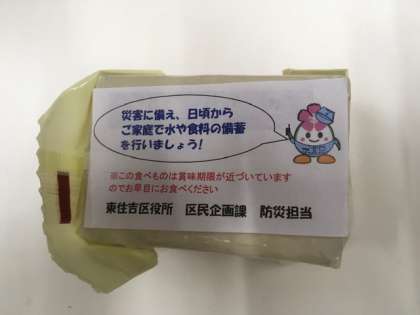 災害に備え、日頃から
ご家庭で水や食料の備蓄
を行いましょう!
※この食べものは賞味期限が近づいています
のでお早目にお食べください
東住吉区役所 区民企画課 防災担当